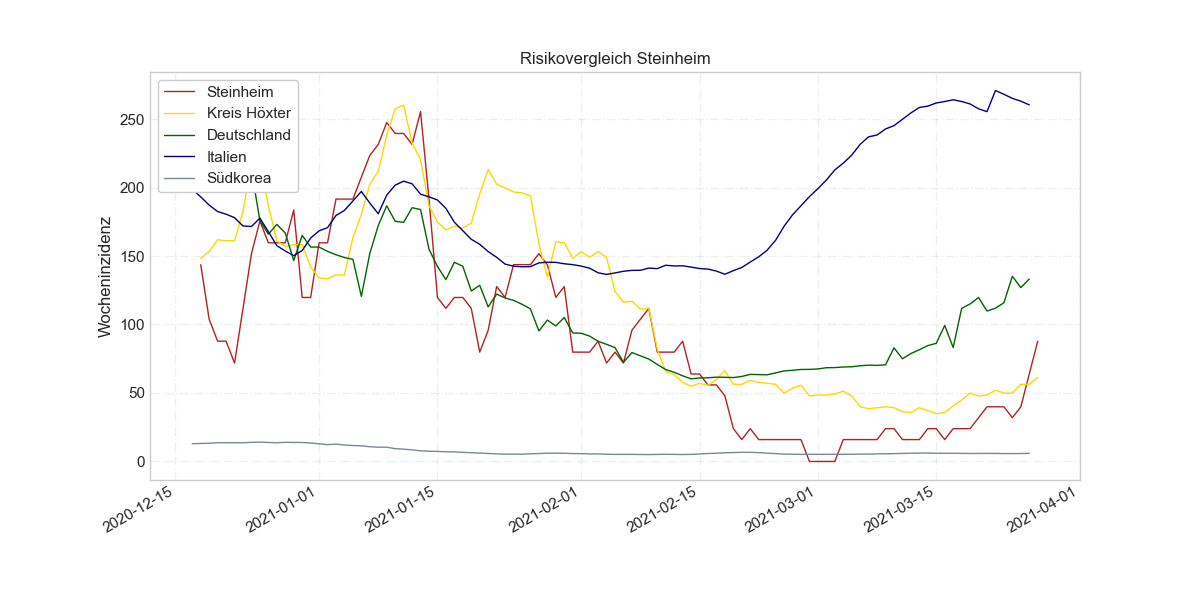 Risikovergleich Steinheim
Steinheim
Kreis Höxter
Deutschland
Italien
Südkorea
Wocheninzidenz
250
200
150
100
50
0
2020-12-15
2021-01-01
2021-01-15
2021-02-01
2021-02-15
2021-03-01
2021-03-15
2021-04-01